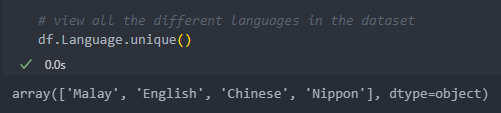 # view all the different languages in the dataset
df.Language.unique()
0.0s
array(['Malay', 'English', 'Chinese', 'Nippon'], dtype=object)